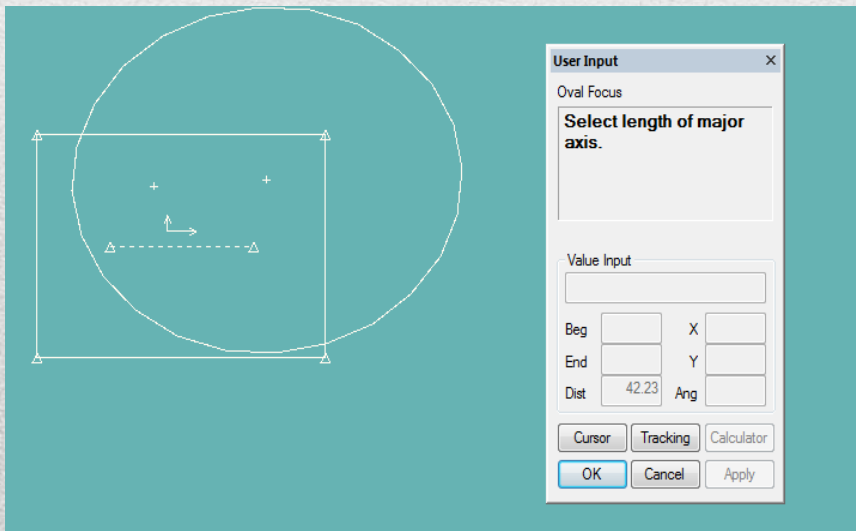 User Input
Oval Focus
Select length of major
axis.
Value Input
Beg X
End Y
Dist 42.23 Ang
Cursor Tracking Calculator
OK Cancel Apply